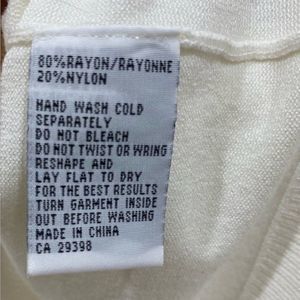 80%RAYON/RAYONNE
20%NYLON
HAND WASH COLD
SEPARATELY
DO NOT BLEACH
DO NOT TWIST OR WRING
RESHAPE AND
LAY FLAT TO DRY
FOR THE BEST RESULTS
TURN GARMENT INSIDE
OUT BEFORE WASHING
MADE IN CHINA
CA 29398